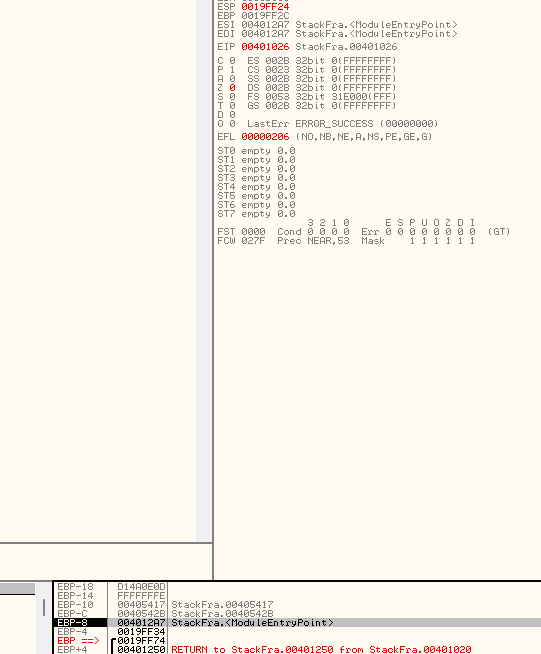 ESP 0019FF24
EBP 0019FF2C
ESI 004012A7 StackFra.<ModuleEntryPoint>
EDI 004012A7 StackFra.<ModuleEntryPoint>
EIP 00401026 StackFra.00401026
C 0 ES 002B 32bit 0(FFFFFFFF)
P 1 CS 0023 32bit 0(FFFFFFFF)
A 0 SS 002B 32bit 0(FFFFFFFF)
Z 0 DS 002B 32bit 0(FFFFFFFF)
S 0 FS 0053 32bit 31E000(FFF)
T 0 GS 002B 32bit 0(FFFFFFFF)
D 0
O 0 LastErr ERROR_SUCCESS (00000000)
EFL 00000206 (NO,NB,NE,A,NS,PE,GE,G)
ST0 empty 0.0
ST1 empty 0.0
ST2 empty 0.0
ST3 empty 0.0
ST4 empty 0.0
ST5 empty 0.0
ST6 empty 0.0
ST7 empty 0.0
3 2 1 0 E S P U O Z D I
FST 0000 Cond 0 0 0 0 Err 0 0 0 0 0 0 0 0 (GT)
FCW 027F Prec NEAR,53 Mask 1 1 1 1 1 1
EBP-18 D14A0E0D
EBP-14 FFFFFFFE
EBP-10 00405417 StackFra.00405417
EBP-C 0040542B StackFra.0040542B
EBP-8 004012A7 StackFra.<ModuleEntryPoint>
EBP-4 0019FF34
EBP ==> 0019FF74
EBP+4 00401250 RETURN to StackFra.00401250 from StackFra.00401020